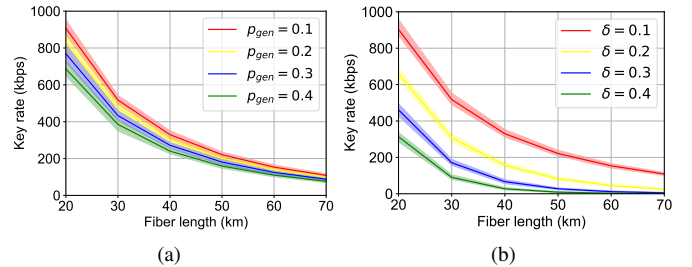 1000
800
600
400
200
0
Key rate (kbps)
20 30 40 50 60 70
Fiber length (km)
p_gen = 0.1
p_gen = 0.2
p_gen = 0.3
p_gen = 0.4
(a)
1000
800
600
400
200
0
Key rate (kbps)
20 30 40 50 60 70
Fiber length (km)
δ = 0.1
δ = 0.2
δ = 0.3
δ = 0.4
(b)